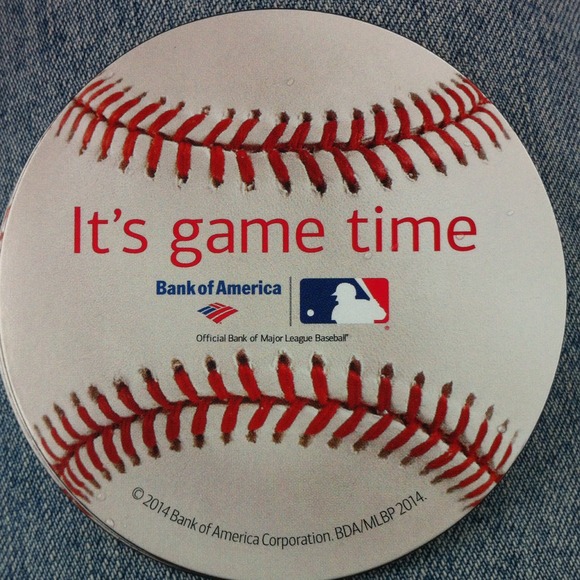 It's game time
Bank of America
Official Bank of Major League Baseball®
© 2014 Bank of America Corporation. BDA/MLBP 2014.